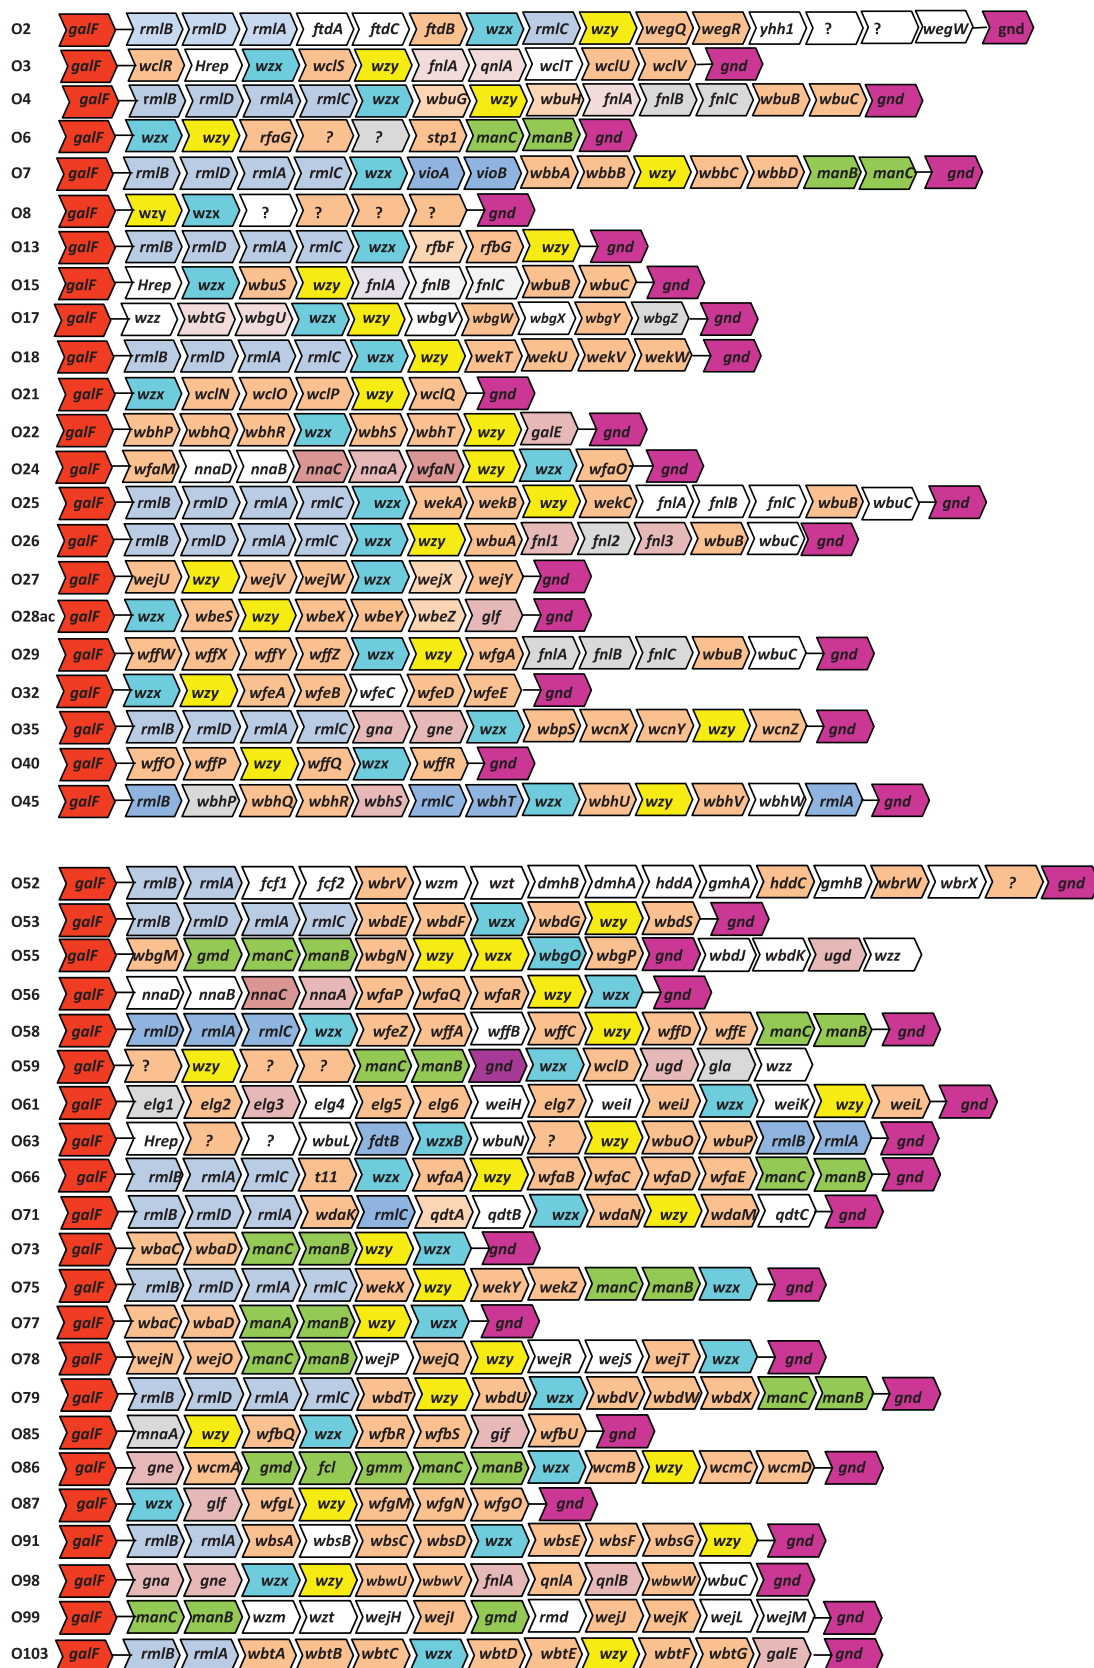 O2 galF rmlB rmlD rmlA ftdA ftdC ftdB wzx rmlC wzy wegQ wegR yhh1 ? ? wegW gnd
O3 galF wclR Hrep wzx wclS wzy fnlA qnlA wclT wclU wclV gnd
O4 galF rmlB rmlD rmlA rmlC wzx wbuG wzy wbuH fnlA fnlB fnlC wbuB wbuC gnd
O6 galF wzx wzy rfaG ? ? stp1 manC manB gnd
O7 galF rmlB rmlD rmlA rmlC wzx vioA vioB wbbA wbbB wzy wbbC wbbD manB manC gnd
O8 galF wzy wzx ? ? ? ? gnd
O13 galF rmlB rmlD rmlA rmlC wzx rfbF rfbG wzy gnd
O15 galF Hrep wzx wbuS wzy fnlA fnlB fnlC wbuB wbuC gnd
O17 galF wzz wbtG wbgU wzx wzy wbgV wbgW wbgX wbgY wbgZ gnd
O18 galF rmlB rmlD rmlA rmlC wzx wzy wekT wekU wekV wekW gnd
O21 galF wzx wclN wclO wclP wzy wclQ gnd
O22 galF wbhP wbhQ wbhR wzx wbhS wbhT wzy galE gnd
O24 galF wfaM nnaD nnaB nnaC nnaA wfaN wzy wzx wfaO gnd
O25 galF rmlB rmlD rmlA rmlC wzx wekA wekB wzy wekC fnlA fnlB fnlC wbuB wbuC gnd
O26 galF rmlB rmlD rmlA rmlC wzx wzy wbuA fnl1 fnl2 fnl3 wbuB wbuC gnd
O27 galF wejU wzy wejV wejW wzx wejX wejY gnd
O28ac galF wzx wbeS wzy wbeX wbeY wbeZ glf gnd
O29 galF wffW wffX wffY wffZ wzx wzy wfgA fnlA fnlB fnlC wbuB wbuC gnd
O32 galF wzx wzy wfeA wfeB wfeC wfeD wfeE gnd
O35 galF rmlB rmlD rmlA rmlC gna gne wzx wbpS wcnX wcnY wzy wcnZ gnd
O40 galF wffO wffP wzy wffQ wzx wffR gnd
O45 galF rmlB wbhP wbhQ wbhR wbhS rmlC wbhT wzx wbhU wzy wbhV wbhW rmlA gnd
O52 galF rmlB rmlA fcf1 fcf2 wbrV wzm wzt dmhB dmhA hddA gmhA hddC gmhB wbrW wbrX ? gnd
O53 galF rmlB rmlD rmlA rmlC wbdE wbdF wzx wbdG wzy wbdS gnd
O55 galF wbgM gmd manC manB wbgN wzy wzx wbgO wbgP gnd wbdJ wbdK ugd wzz
O56 galF nnaD nnaB nnaC nnaA wfaP wfaQ wfaR wzy wzx gnd
O58 galF rmlD rmlA rmlC wzx wfeZ wffA wffB wffC wzy wffD wffE manC manB gnd
O59 galF ? wzy ? ? manC manB gnd wzx wclD ugd gla wzz
O61 galF elg1 elg2 elg3 elg4 elg5 elg6 weiH elg7 weiI weiJ wzx weiK wzy weiL gnd
O63 galF Hrep ? ? wbuL fdtB wzxB wbuN ? wzy wbuO wbuP rmlB rmlA gnd
O66 galF rmlB rmlA rmlC t11 wzx wfaA wzy wfaB wfaC wfaD wfaE manC manB gnd
O71 galF rmlB rmlD rmlA wdaK rmlC qdtA qdtB wzx wdaN wzy wdaM qdtC gnd
O73 galF wbaC wbaD manC manB wzy wzx gnd
O75 galF rmlB rmlD rmlA rmlC wekX wzy wekY wekZ manC manB wzx gnd
O77 galF wbaC wbaD manA manB wzy wzx gnd
O78 galF wejN wejO manC manB wejP wejQ wzy wejR wejS wejT wzx gnd
O79 galF rmlB rmlD rmlA rmlC wbdT wzy wbdU wzx wbdV wbdW wbdX manC manB gnd
O85 galF mnaA wzy wfbQ wzx wfbR wfbS gif wfbU gnd
O86 galF gne wcmA gmd fcl gmm manC manB wzx wcmB wzy wcmC wcmD gnd
O87 galF wzx glf wfgL wzy wfgM wfgN wfgO gnd
O91 galF rmlB rmlA wbsA wbsB wbsC wbsD wzx wbsE wbsF wbsG wzy gnd
O98 galF gna gne wzx wzy wbwU wbwV fnlA qnlA qnlB wbwW wbuC gnd
O99 galF manC manB wzm wzt wejH wejI gmd rmd wejJ wejK wejL wejM gnd
O103 galF rmlB rmlA wbtA wbtB wbtC wzx wbtD wbtE wzy wbtF wbtG galE gnd